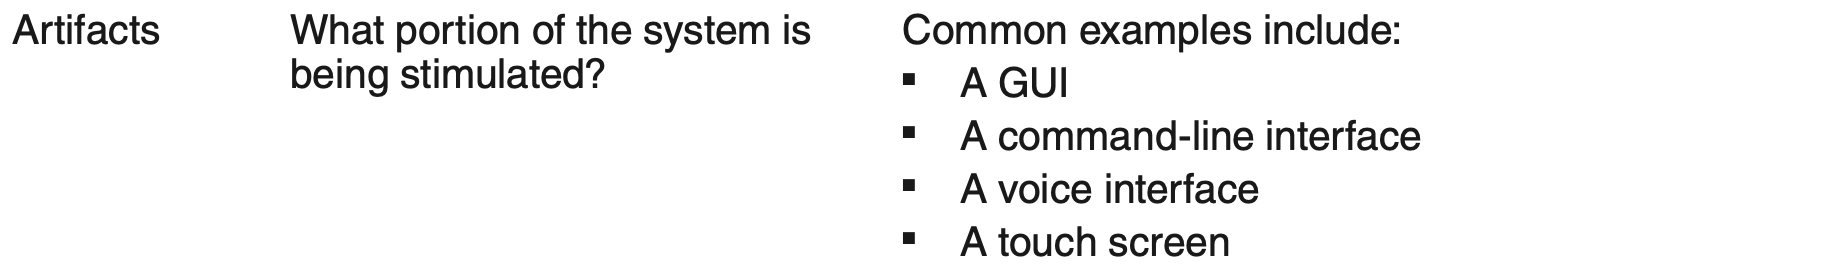 Artifacts
What portion of the system is
being stimulated?
Common examples include:
▪ A GUI
▪ A command-line interface
▪ A voice interface
▪ A touch screen